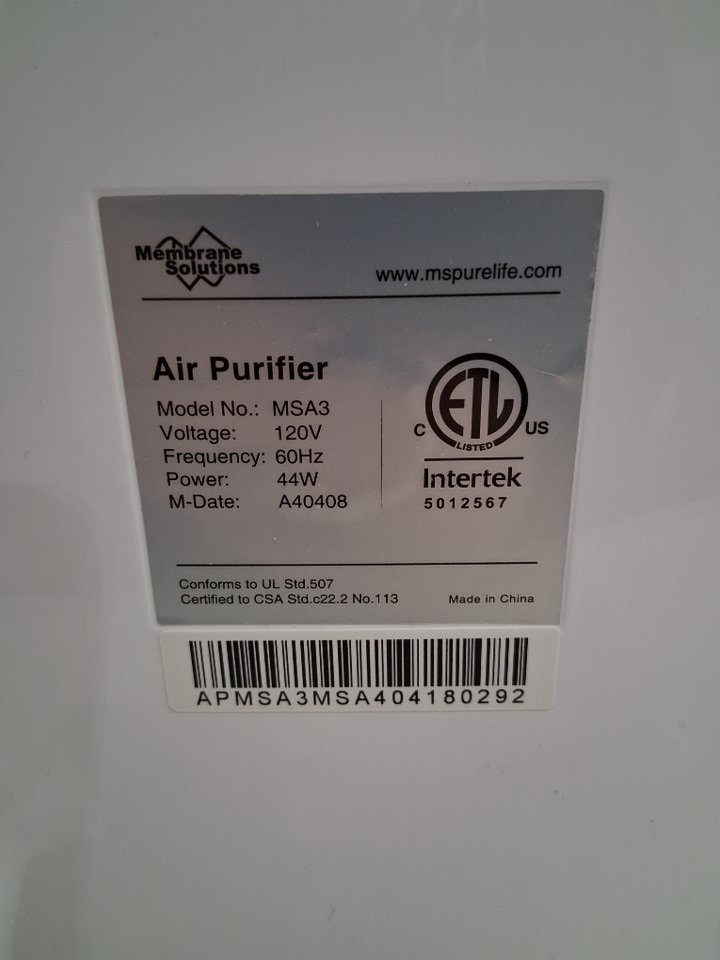 Membrane
Solutions
www.mspurelife.com
Air Purifier
Model No.: MSA3
Voltage: 120V
Frequency: 60Hz
Power: 44W
M-Date: A40408
ETL
C US
LISTED
Intertek
5012567
Conforms to UL Std.507
Certified to CSA Std.c22.2 No.113
Made in China
APMSA3MSA404180292